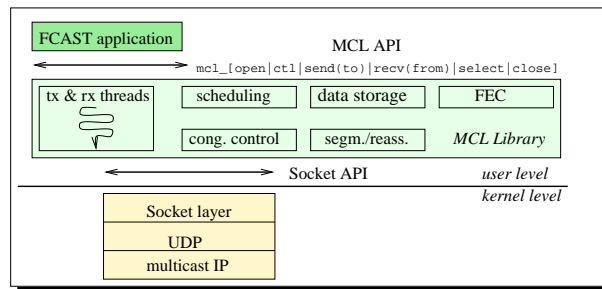 FCAST application
MCL API
mcl_[open|ctl|send(to)|recv(from)|select|close]
tx & rx threads
scheduling
data storage
FEC
cong. control
segm./reass.
MCL Library
Socket API
user level
kernel level
Socket layer
UDP
multicast IP